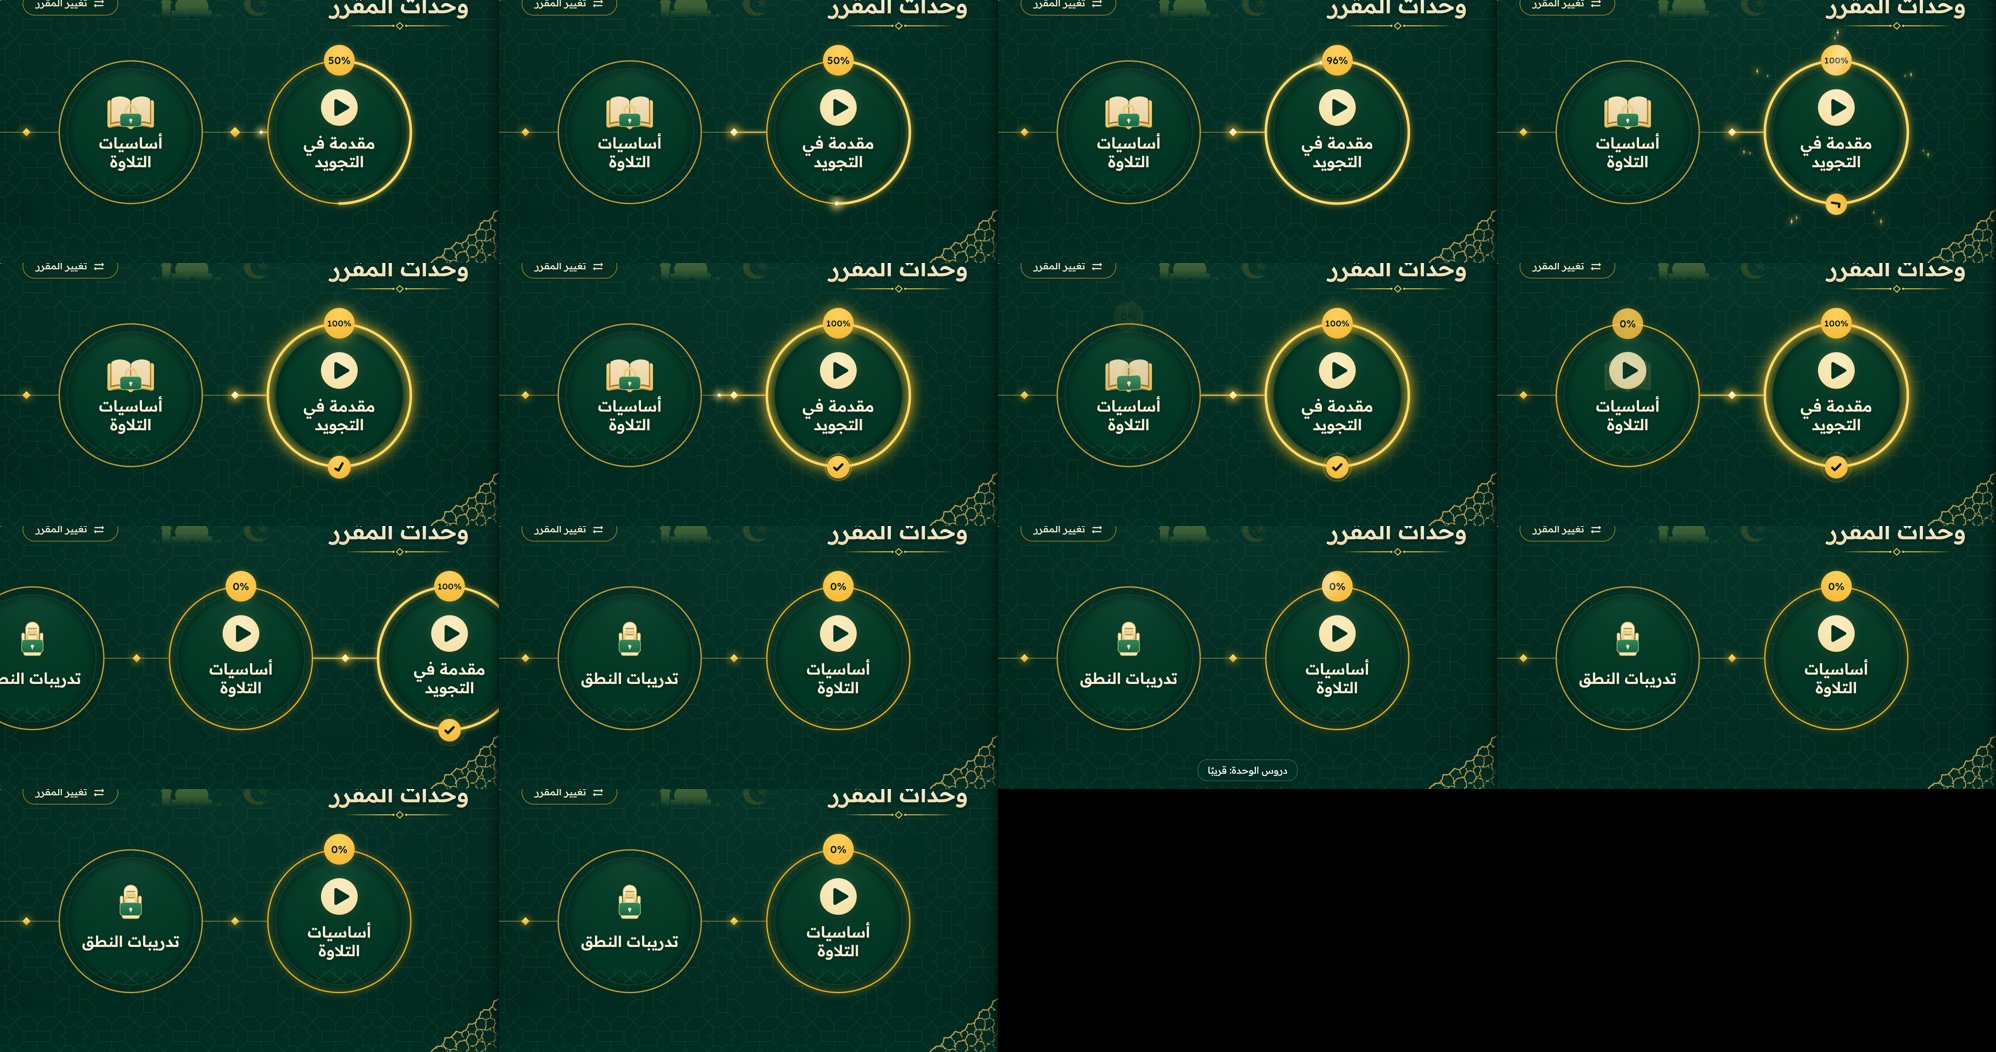 وحدات المقرر
تغيير المقرر
50%
مقدمة في
التجويد
أساسيات
التلاوة
وحدات المقرر
تغيير المقرر
50%
مقدمة في
التجويد
أساسيات
التلاوة
وحدات المقرر
تغيير المقرر
96%
مقدمة في
التجويد
أساسيات
التلاوة
وحدات المقرر
تغيير المقرر
100%
مقدمة في
التجويد
أساسيات
التلاوة
وحدات المقرر
تغيير المقرر
100%
مقدمة في
التجويد
أساسيات
التلاوة
وحدات المقرر
تغيير المقرر
100%
مقدمة في
التجويد
أساسيات
التلاوة
وحدات المقرر
تغيير المقرر
100%
مقدمة في
التجويد
0%
أساسيات
التلاوة
وحدات المقرر
تغيير المقرر
100%
مقدمة في
التجويد
0%
أساسيات
التلاوة
وحدات المقرر
تغيير المقرر
100%
مقدمة في
التجويد
0%
أساسيات
التلاوة
تدريبات
وحدات المقرر
تغيير المقرر
0%
أساسيات
التلاوة
تدريبات النطق
وحدات المقرر
تغيير المقرر
0%
أساسيات
التلاوة
تدريبات النطق
دروس الوحدة: قريبًا
وحدات المقرر
تغيير المقرر
0%
أساسيات
التلاوة
تدريبات النطق
وحدات المقرر
تغيير المقرر
0%
أساسيات
التلاوة
تدريبات النطق
وحدات المقرر
تغيير المقرر
0%
أساسيات
التلاوة
تدريبات النطق